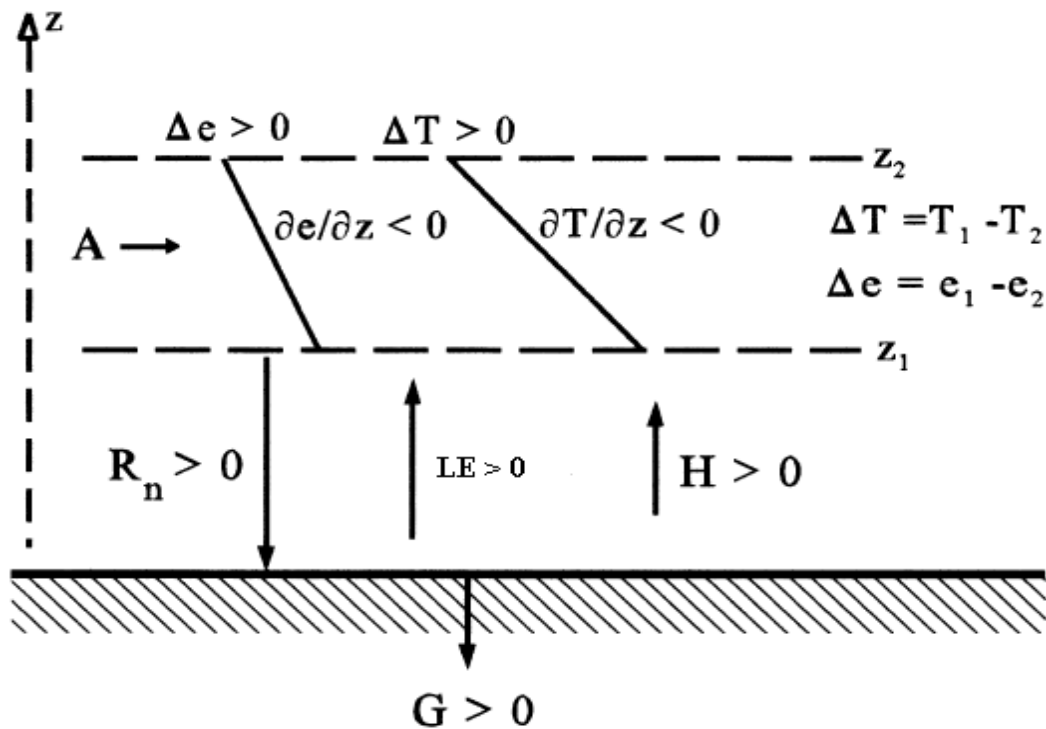 z
Δe > 0
ΔT > 0
z₂
A
∂e/∂z < 0
∂T/∂z < 0
ΔT =T₁ -T₂
Δe = e₁ -e₂
z₁
Rₙ > 0
LE > 0
H > 0
G > 0